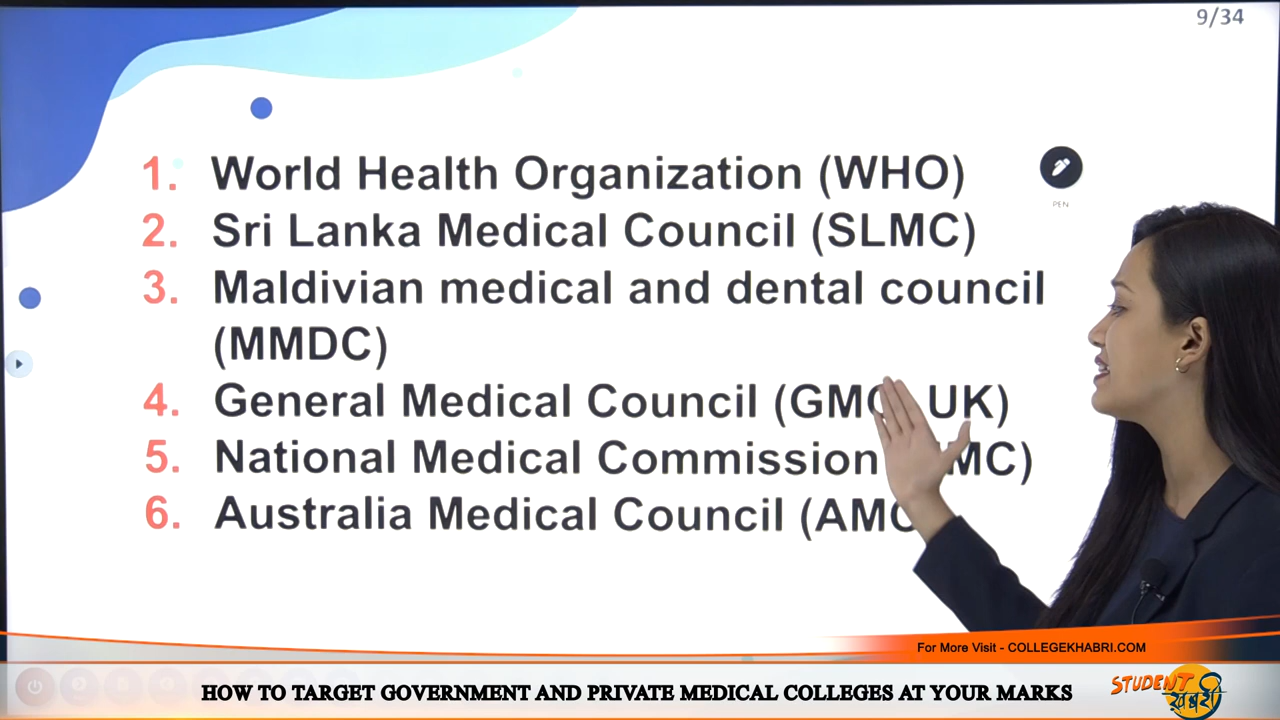 9/34
1. World Health Organization (WHO)
2. Sri Lanka Medical Council (SLMC)
3. Maldivian medical and dental council
(MMDC)
PEN
4. General Medical Council (GMC UK)
5. National Medical Commission MC)
6. Australia Medical Council (AMC
For More Visit - COLLEGEKHABRI.COM
HOW TO TARGET GOVERNMENT AND PRIVATE MEDICAL COLLEGES AT YOUR MARKS
STUDENT
खबरी